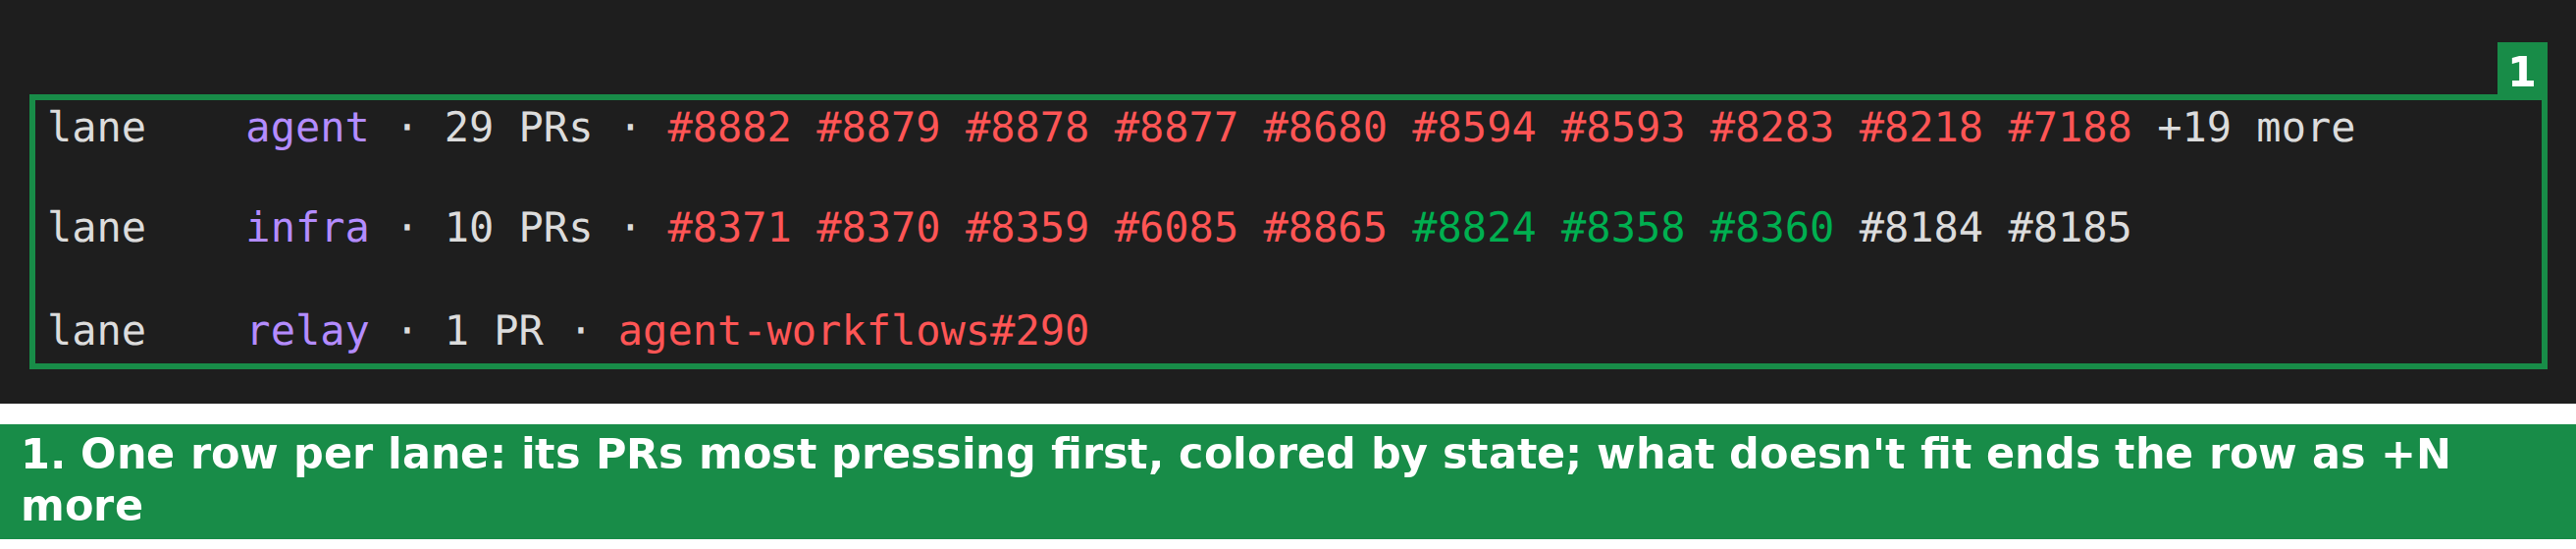 1
lane agent · 29 PRs · #8882 #8879 #8878 #8877 #8680 #8594 #8593 #8283 #8218 #7188 +19 more
lane infra · 10 PRs · #8371 #8370 #8359 #6085 #8865 #8824 #8358 #8360 #8184 #8185
lane relay · 1 PR · agent-workflows#290
1. One row per lane: its PRs most pressing first, colored by state; what doesn't fit ends the row as +N
more